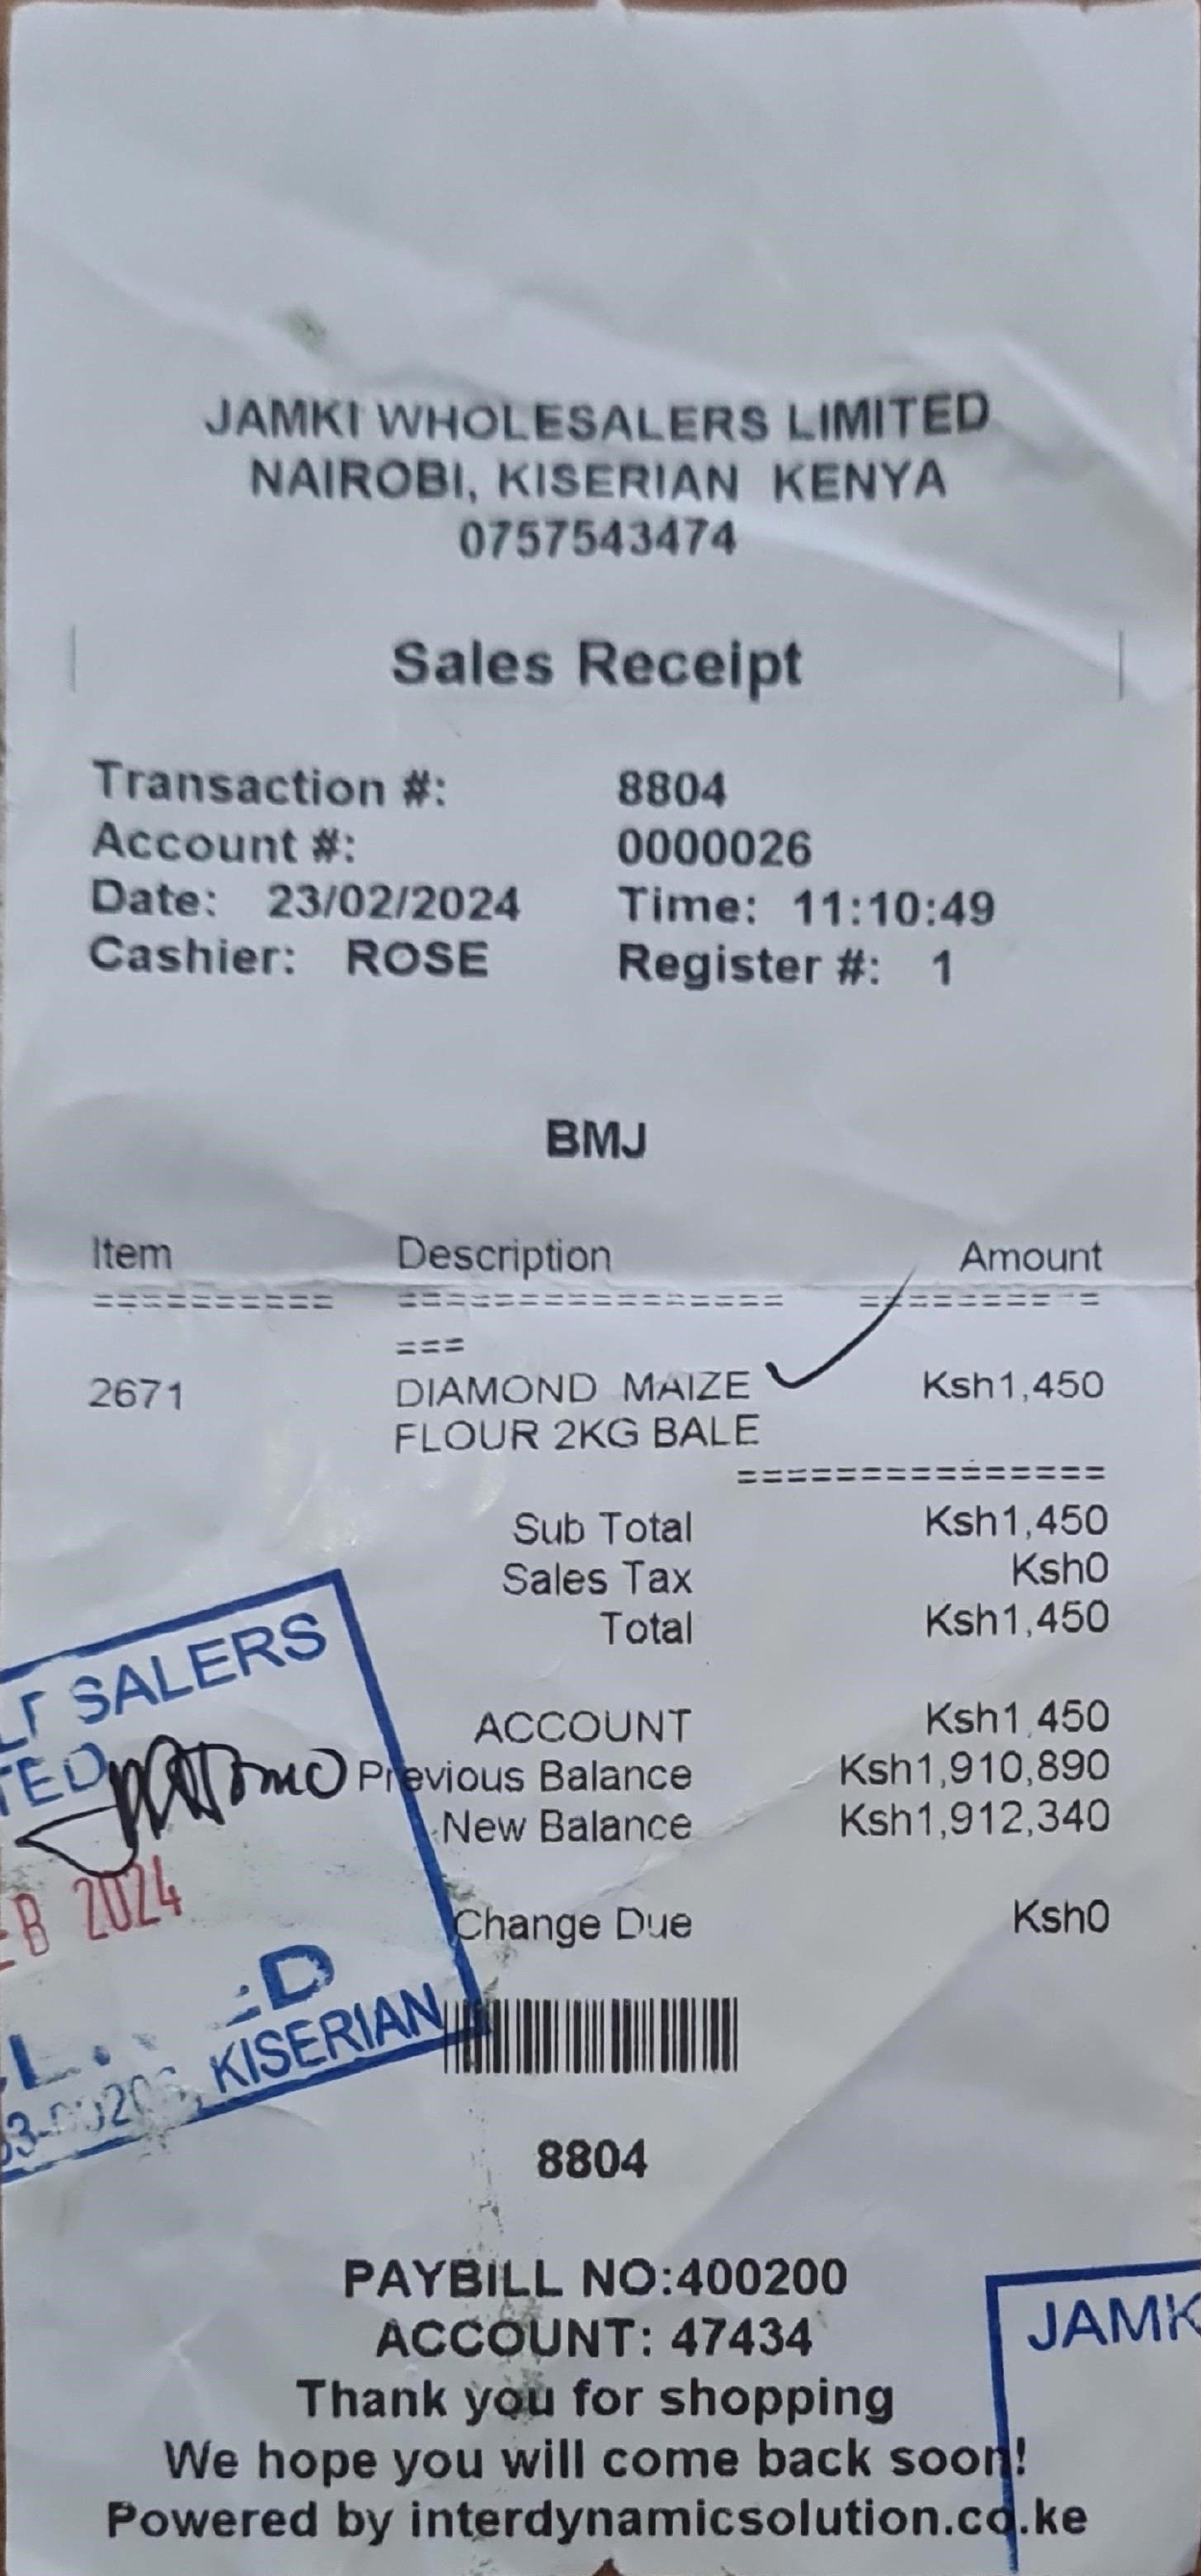 JAMKI WHOLESALERS LIMITED
NAIROBI, KISERIAN KENYA
0757543474
Sales Receipt
Transaction #: 8804
Account #: 0000026
Date: 23/02/2024 Time: 11:10:49
Cashier: ROSE Register #: 1
BMJ
Item Description Amount
========== ================= ==========
===
2671 DIAMOND MAIZE Ksh1,450
FLOUR 2KG BALE
===============
Sub Total Ksh1,450
Sales Tax Ksh0
Total Ksh1,450
ACCOUNT Ksh1,450
Previous Balance Ksh1,910,890
New Balance Ksh1,912,340
Change Due Ksh0
SALERS
TED
B 2024
KISERIAN
8804
PAYBILL NO:400200
ACCOUNT: 47434
JAMK
Thank you for shopping
We hope you will come back soon!
Powered by interdynamicsolution.co.ke